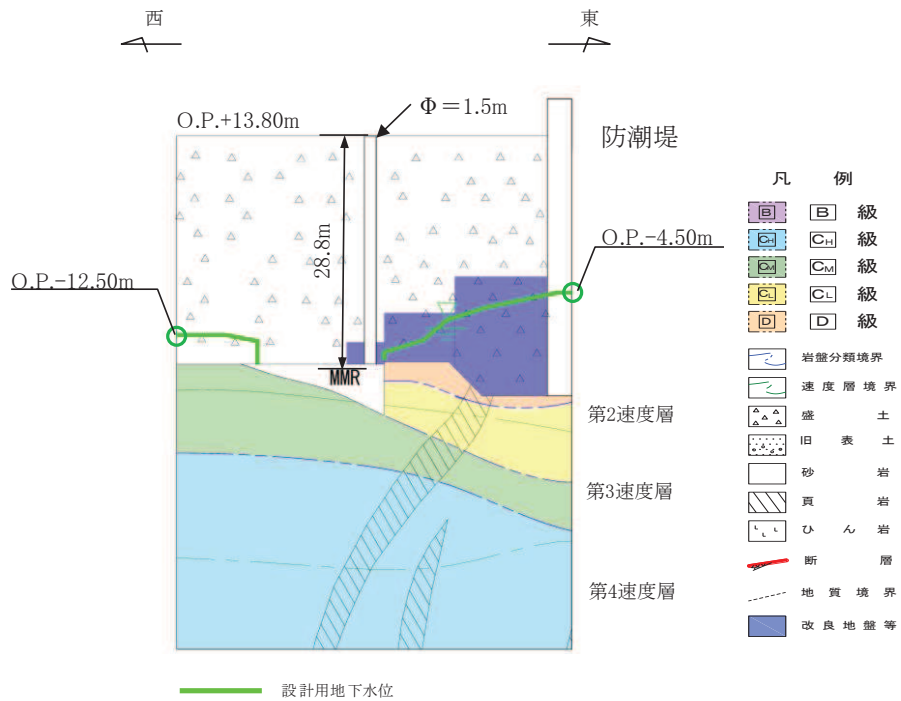 西
東
O.P.+13.80m
Φ=1.5m
防潮堤
28.8m
O.P.-12.50m
O.P.-4.50m
MMR
第2速度層
第3速度層
第4速度層
設計用地下水位
凡 例
B B 級
CH CH 級
CM CM 級
CL CL 級
D D 級
岩盤分類境界
速度層境界
盛土
旧表土
砂岩
頁岩
ひん岩
断層
地質境界
改良地盤等